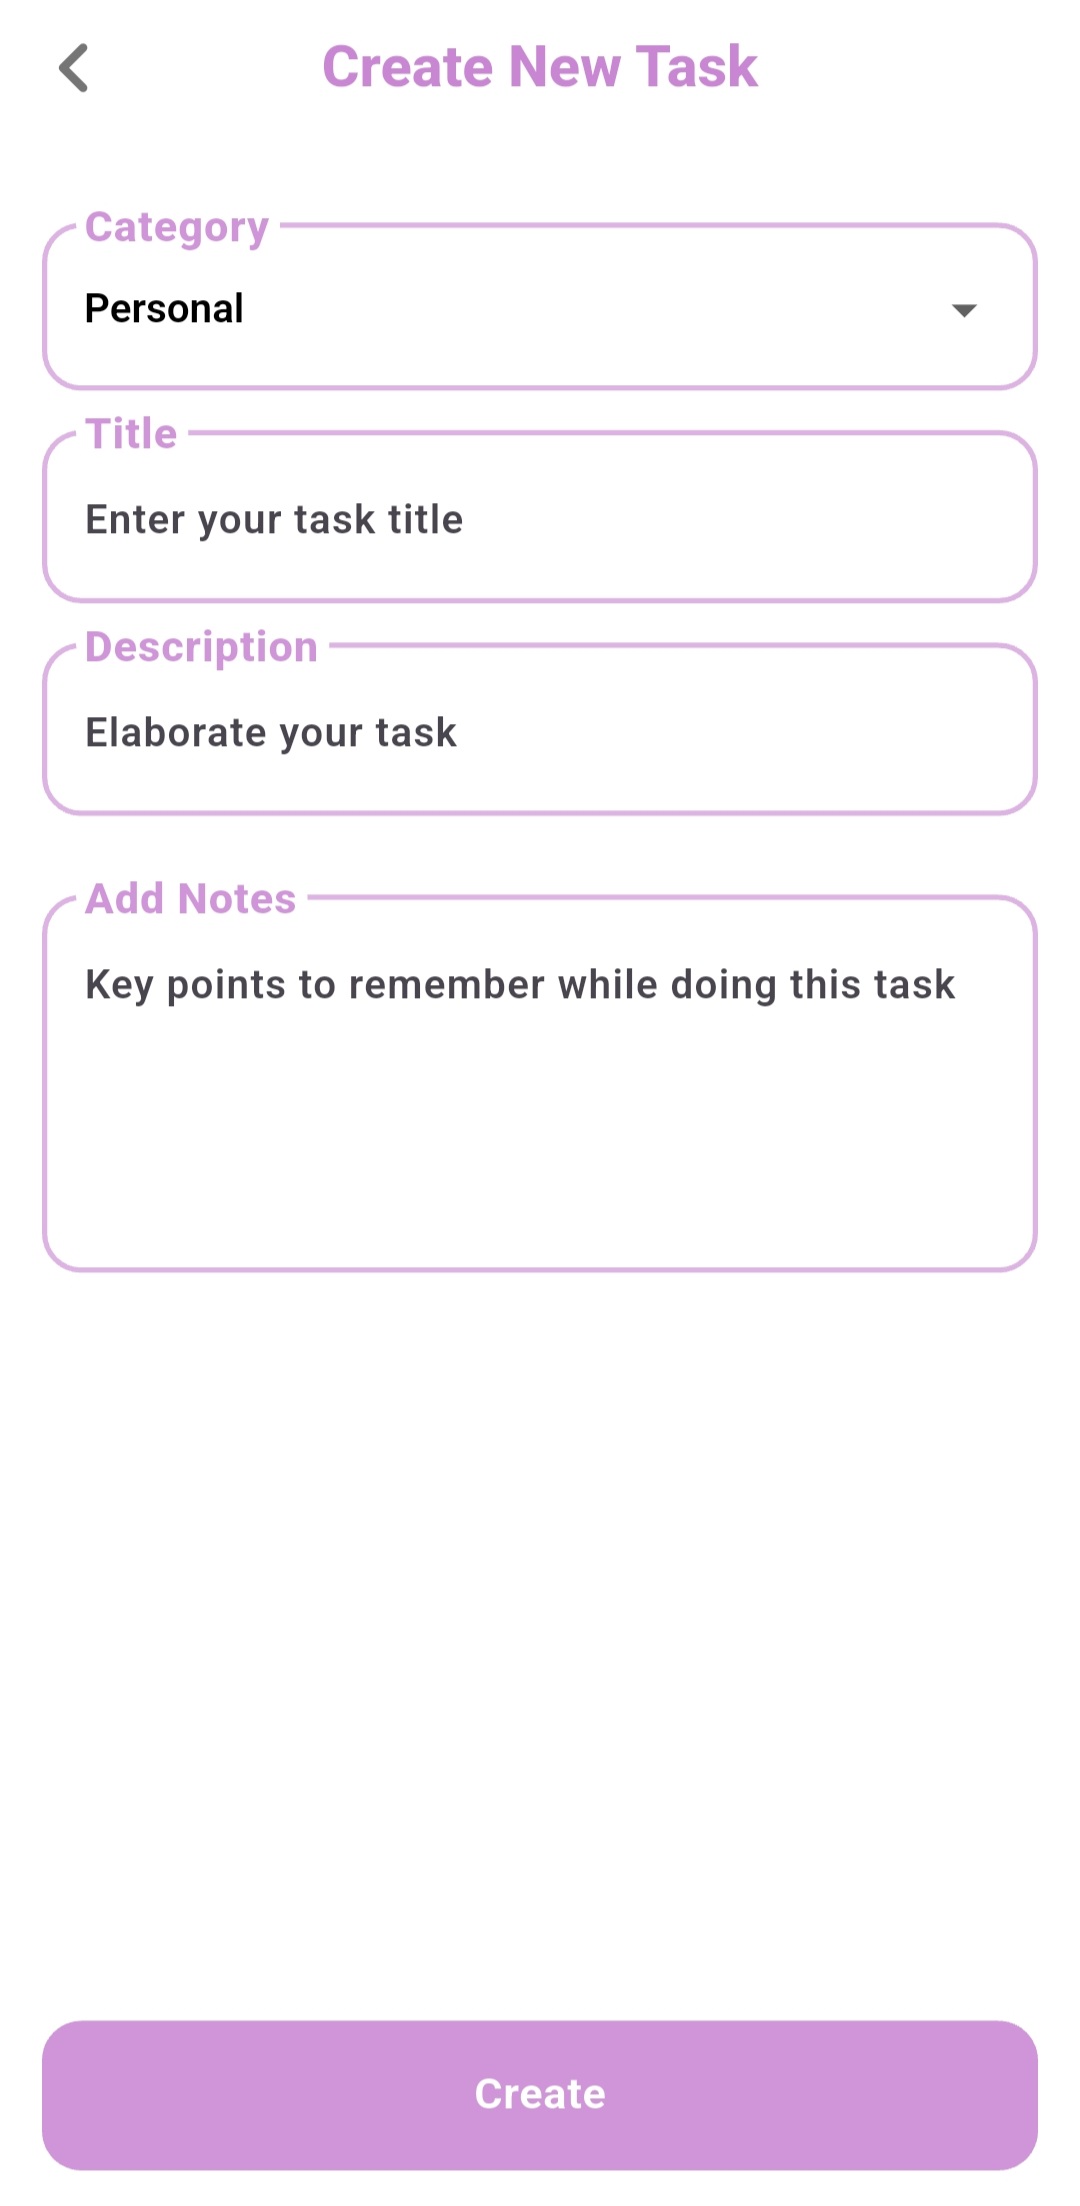 Create New Task
Category
Personal
Title
Enter your task title
Description
Elaborate your task
Add Notes
Key points to remember while doing this task
Create